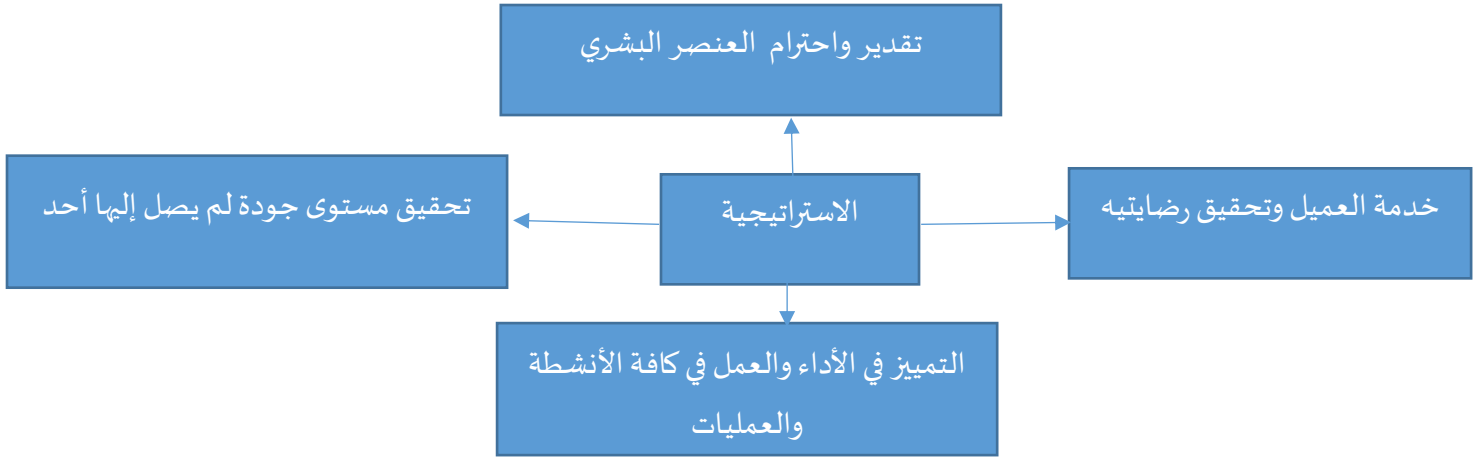 تقدير واحترام العنصر البشري
خدمة العميل وتحقيق رضايتيه
الاستراتيجية
تحقيق مستوى جودة لم يصل إليها أحد
التمييز في الأداء والعمل في كافة الأنشطة
والعمليات